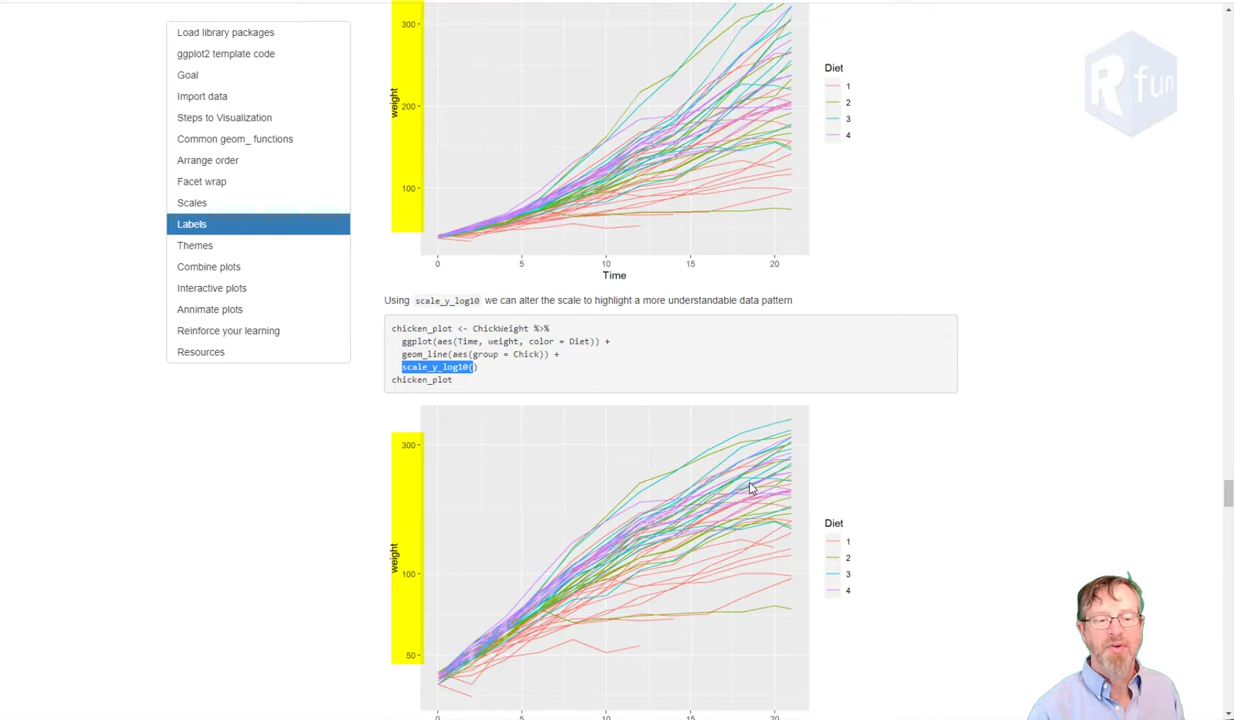 Load library packages
ggplot2 template code
Goal
Import data
Steps to Visualization
Common geom_ functions
Arrange order
Facet wrap
Scales
Labels
Themes
Combine plots
Interactive plots
Annimate plots
Reinforce your learning
Resources
300
200
100
weight
0 5 10 15 20
Time
Diet
1
2
3
4
R fun
Using scale_y_log10 we can alter the scale to highlight a more understandable data pattern
chicken_plot <- ChickWeight %>%
ggplot(aes(Time, weight, color = Diet)) +
geom_line(aes(group = Chick)) +
scale_y_log10()
chicken_plot
300
100
50
weight
0 5 10 15 20
Diet
1
2
3
4